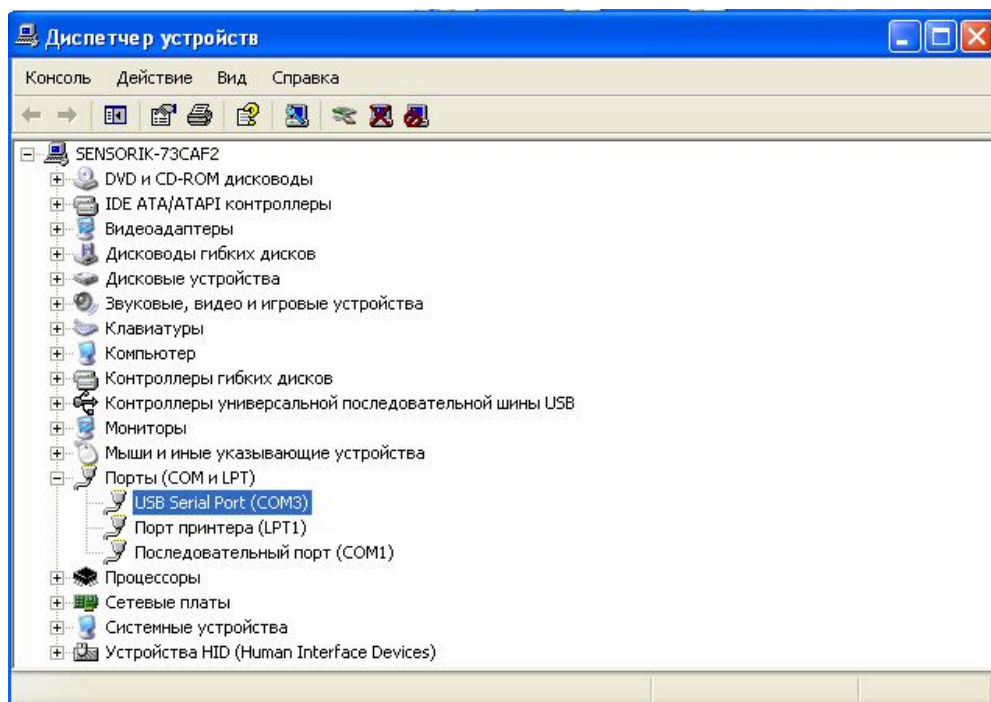 Диспетчер устройств
Консоль Действие Вид Справка
SENSORIK-73CAF2
DVD и CD-ROM дисководы
IDE ATA/ATAPI контроллеры
Видеоадаптеры
Дисководы гибких дисков
Дисковые устройства
Звуковые, видео и игровые устройства
Клавиатуры
Компьютер
Контроллеры гибких дисков
Контроллеры универсальной последовательной шины USB
Мониторы
Мыши и иные указывающие устройства
Порты (COM и LPT)
USB Serial Port (COM3)
Порт принтера (LPT1)
Последовательный порт (COM1)
Процессоры
Сетевые платы
Системные устройства
Устройства HID (Human Interface Devices)